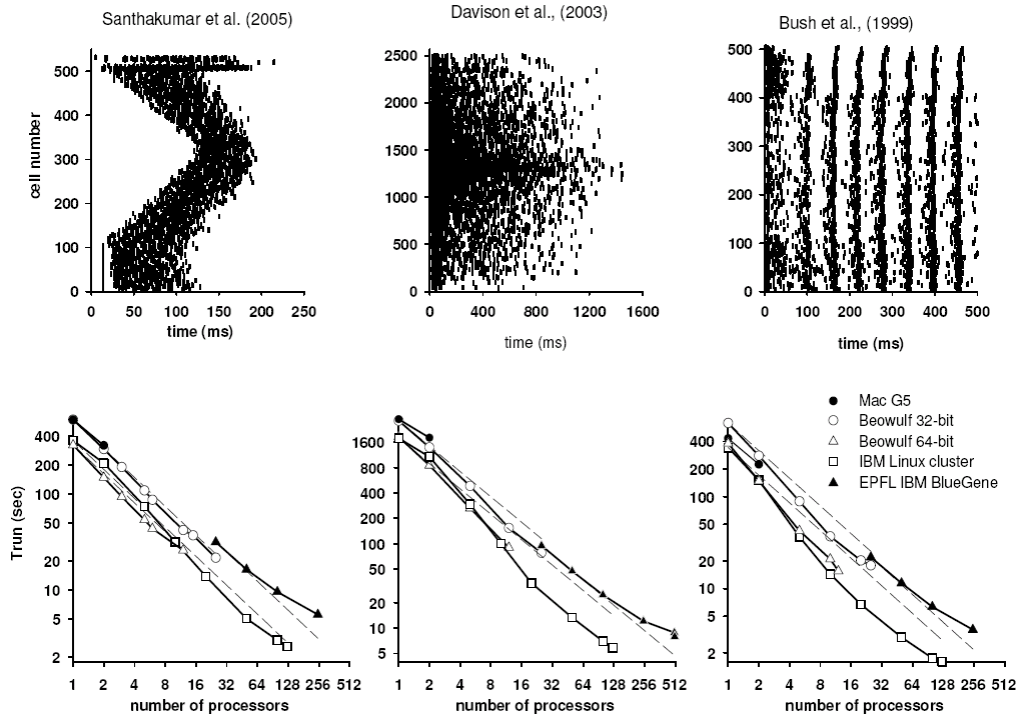 Santhakumar et al. (2005)
Davison et al., (2003)
Bush et al., (1999)
cell number
500
400
300
200
100
0
0 50 100 150 200 250
time (ms)
2500
2000
1500
1000
500
0
0 400 800 1200 1600
time (ms)
500
400
300
200
100
0
0 100 200 300 400 500
time (ms)
Mac G5
Beowulf 32-bit
Beowulf 64-bit
IBM Linux cluster
EPFL IBM BlueGene
Trun (sec)
400
200
100
50
20
10
5
2
1 2 4 8 16 32 64 128 256 512
number of processors
1600
800
400
200
100
50
20
10
5
1 2 4 8 16 32 64 128 256 512
number of processors
400
200
100
50
20
10
5
2
1 2 4 8 16 32 64 128 256 512
number of processors